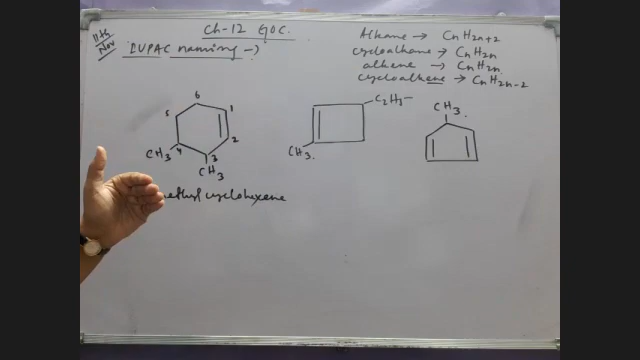 Ch-12 GOC.
11th Nov
IUPAC naming →
Alkane → CnH2n+2
cycloalkane → CnH2n
alkene → CnH2n
cycloalkene → CnH2n-2
6
5 1
4 2
3
CH3
CH3
C2H5
CH3.
CH3.
methyl cyclohexene